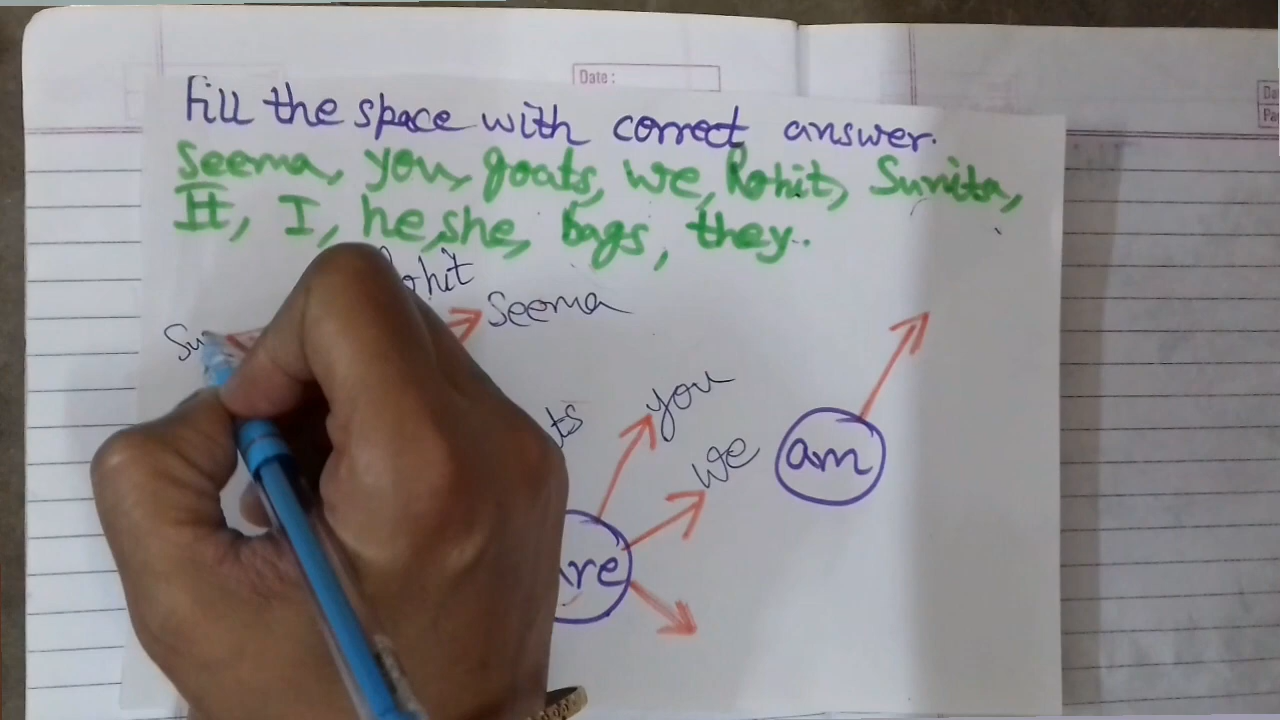 Fill the space with correct answer.
Seema, you, goats, we, Rohit, Sunita,
It, I, he, she, bags, they.
Seema
you
we
am
Date :